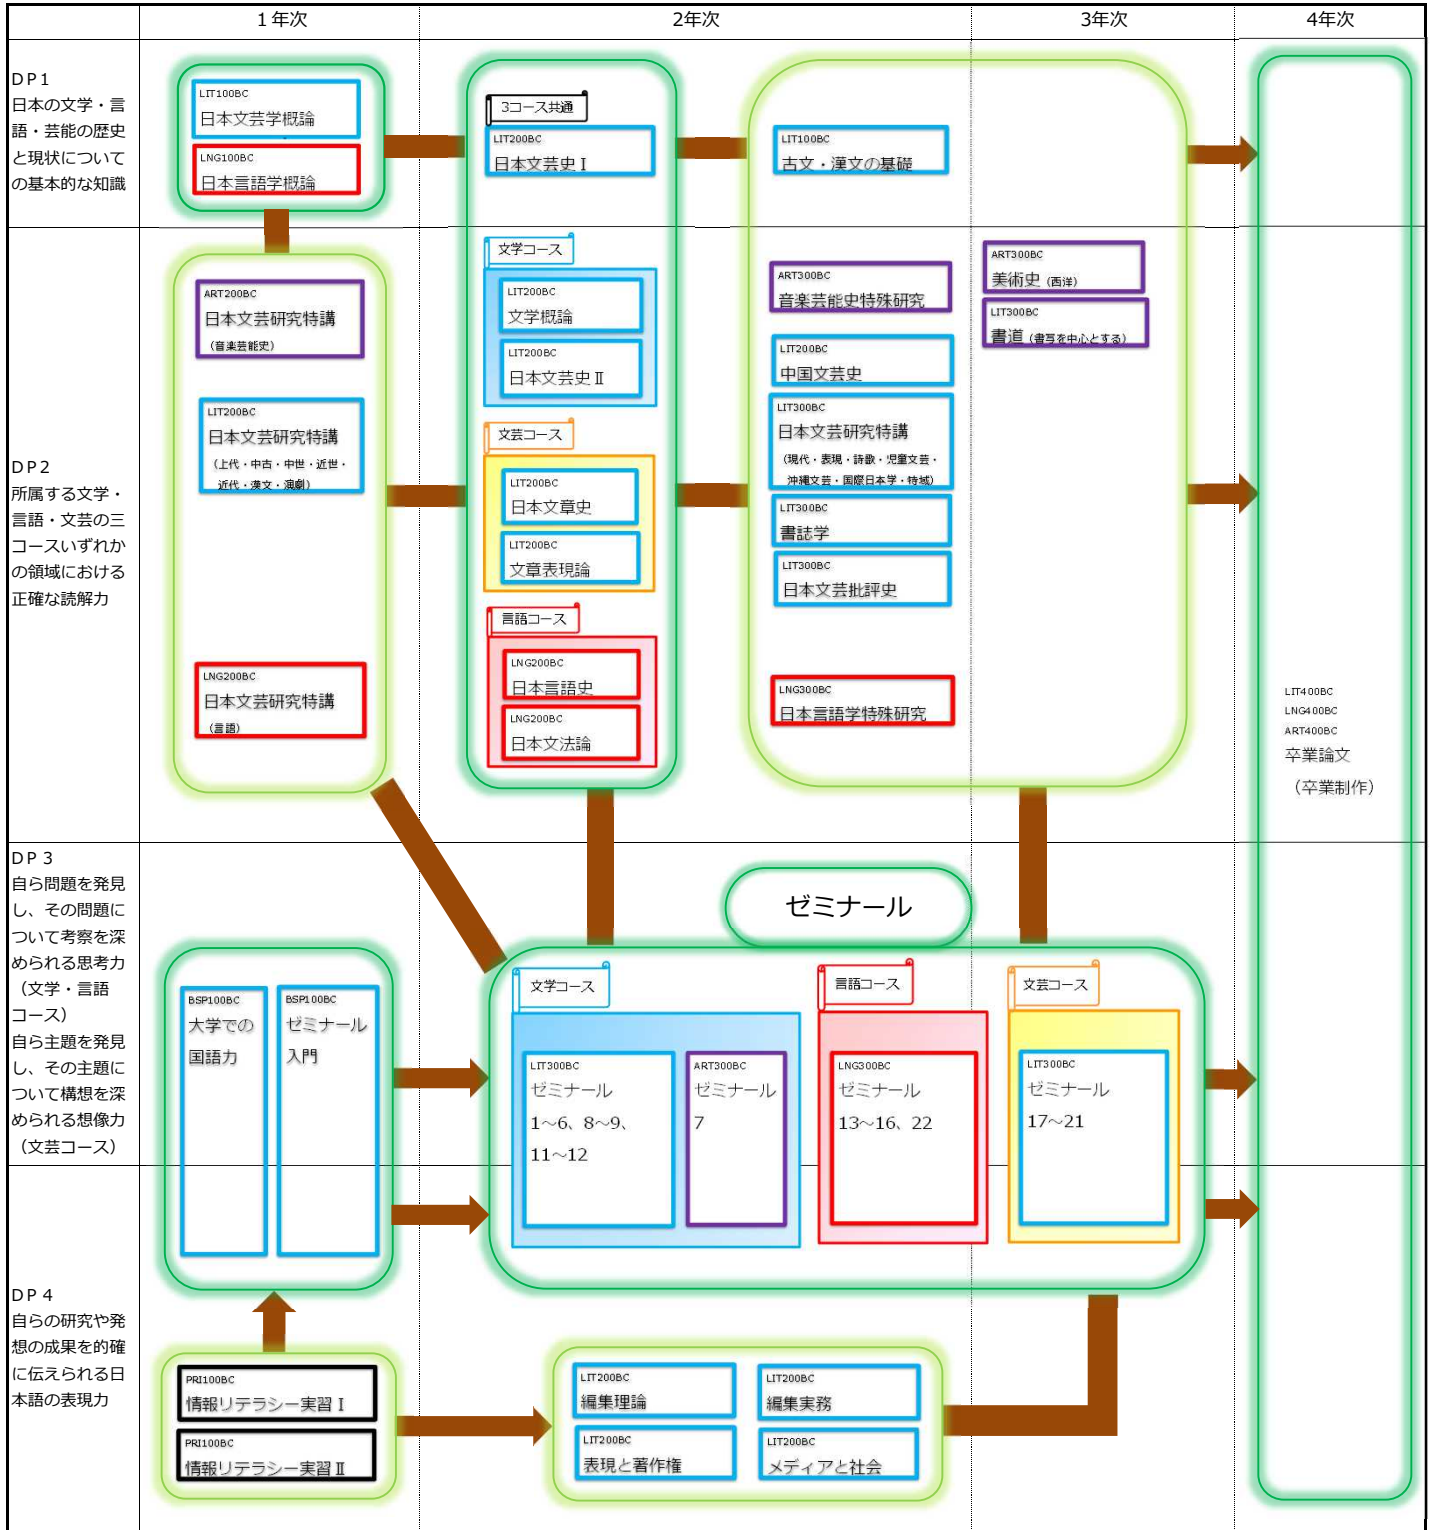 1年次
2年次
3年次
4年次
DP1
日本の文学・言
語・芸能の歴史
と現状について
の基本的な知識
LIT100BC
日本文芸学概論
LNG100BC
日本言語学概論
3コース共通
LIT200BC
日本文芸史Ⅰ
LIT100BC
古文・漢文の基礎
DP2
所属する文学・
言語・文芸の三
コースいずれか
の領域における
正確な読解力
ART200BC
日本文芸研究特講
（音楽芸能史）
LIT200BC
日本文芸研究特講
（上代・中古・中世・近世・
近代・漢文・演劇）
LNG200BC
日本文芸研究特講
（言語）
文学コース
LIT200BC
文学概論
LIT200BC
日本文芸史Ⅱ
文芸コース
LIT200BC
日本文章史
LIT200BC
文章表現論
言語コース
LNG200BC
日本言語史
LNG200BC
日本文法論
ART300BC
音楽芸能史特殊研究
LIT200BC
中国文芸史
LIT300BC
日本文芸研究特講
（現代・表現・詩歌・児童文芸・
沖縄文芸・国際日本学・特域）
LIT300BC
書誌学
LIT300BC
日本文芸批評史
LNG300BC
日本言語学特殊研究
ART300BC
美術史（西洋）
LIT300BC
書道（書写を中心とする）
LIT400BC
LNG400BC
ART400BC
卒業論文
（卒業制作）
DP３
自ら問題を発見
し、その問題に
ついて考察を深
められる思考力
（文学・言語
コース）
自ら主題を発見
し、その主題に
ついて構想を深
められる想像力
（文芸コース）
BSP100BC
大学での
国語力
BSP100BC
ゼミナール
入門
ゼミナール
文学コース
LIT300BC
ゼミナール
1～6、8～9、
11～12
ART300BC
ゼミナール
7
言語コース
LNG300BC
ゼミナール
13～16、22
文芸コース
LIT300BC
ゼミナール
17～21
DP４
自らの研究や発
想の成果を的確
に伝えられる日
本語の表現力
PRI100BC
情報リテラシー実習Ⅰ
PRI100BC
情報リテラシー実習Ⅱ
LIT200BC
編集理論
LIT200BC
編集実務
LIT200BC
表現と著作権
LIT200BC
メディアと社会